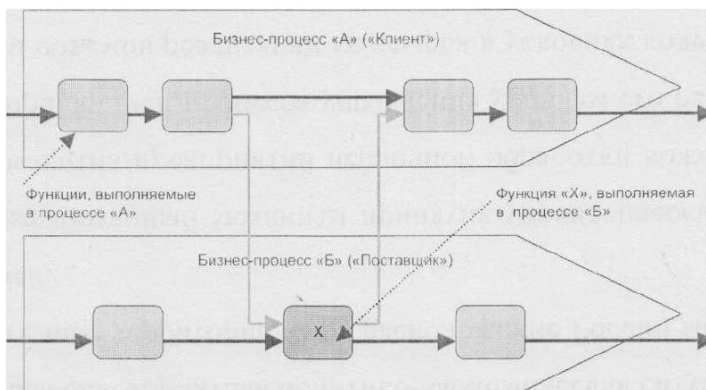 Бизнес-процесс «А» («Клиент»)
Функции, выполняемые
в процессе «А»
Функция «Х», выполняемая
в процессе «Б»
Бизнес-процесс «Б» («Поставщик»)
Х